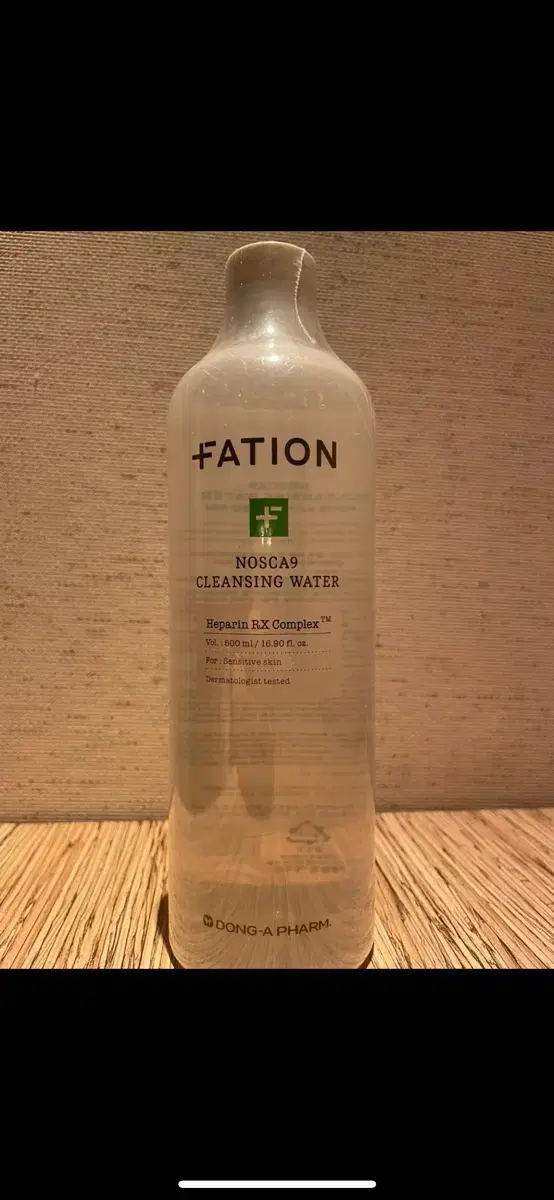 FATION
NOSCA9
CLEANSING WATER
Heparin RX Complex™
Vol. : 500 ml / 16.90 fl. oz.
For : Sensitive skin
Dermatologist tested
DONG-A PHARM.